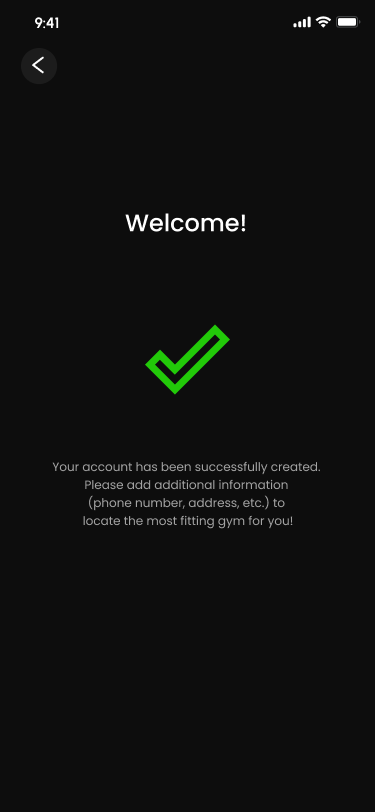 9:41
Welcome!
Your account has been successfully created.
Please add additional information
(phone number, address, etc.) to
locate the most fitting gym for you!